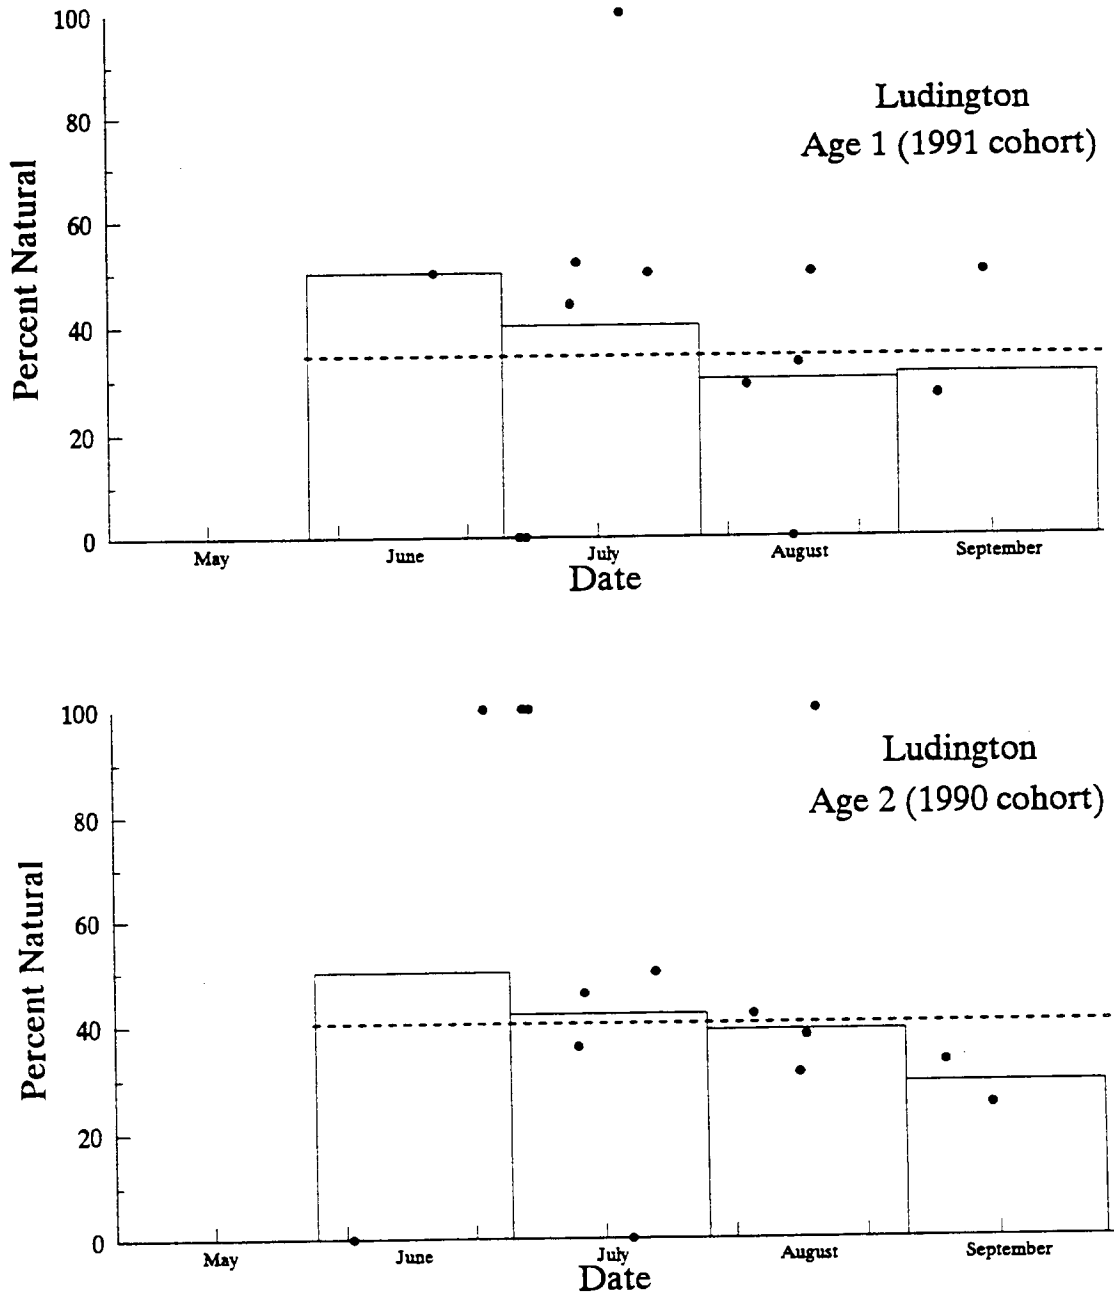 100
80
60
40
20
0
Percent Natural
Ludington
Age 1 (1991 cohort)
May June July August September
Date
100
80
60
40
20
0
Percent Natural
Ludington
Age 2 (1990 cohort)
May June July August September
Date